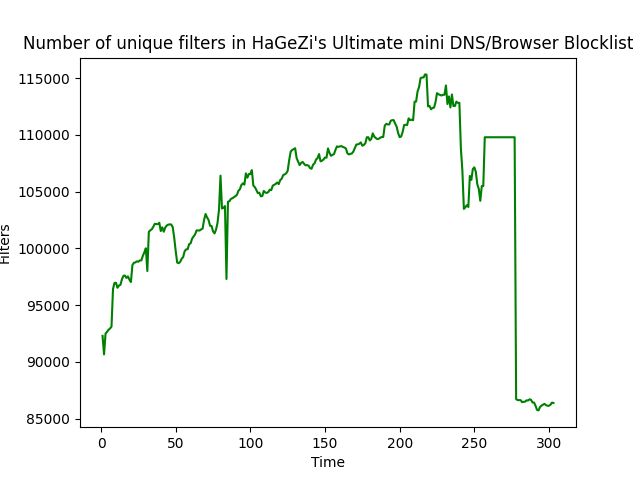 Number of unique filters in HaGeZi's Ultimate mini DNS/Browser Blocklist
115000
110000
105000
100000
95000
90000
85000
Filters
0 50 100 150 200 250 300
Time